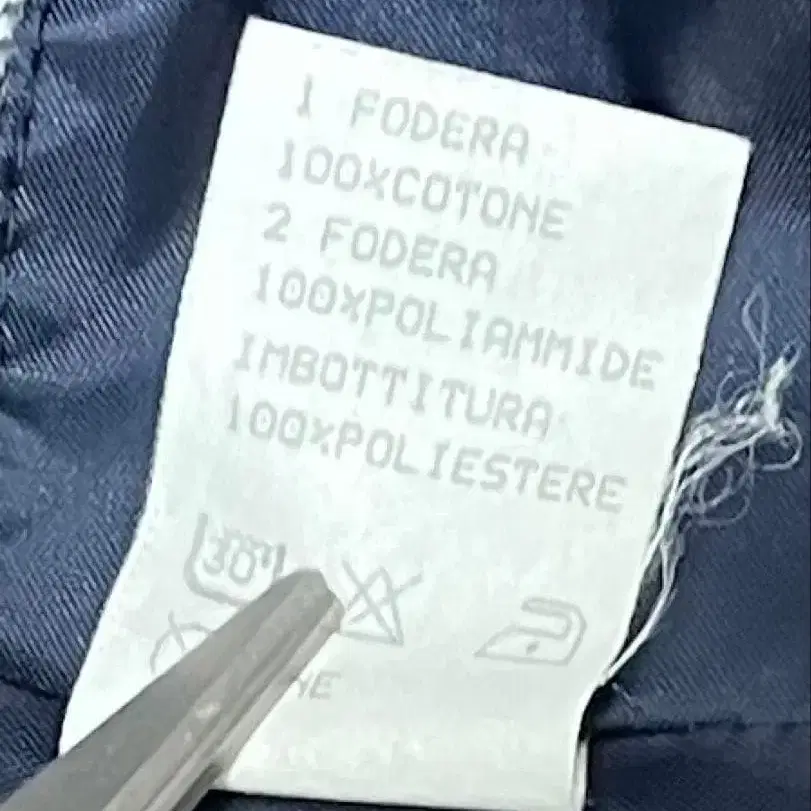 1 FODERA
100%COTONE
2 FODERA
100%POLIAMMIDE
IMBOTTITURA
100%POLIESTERE
30°